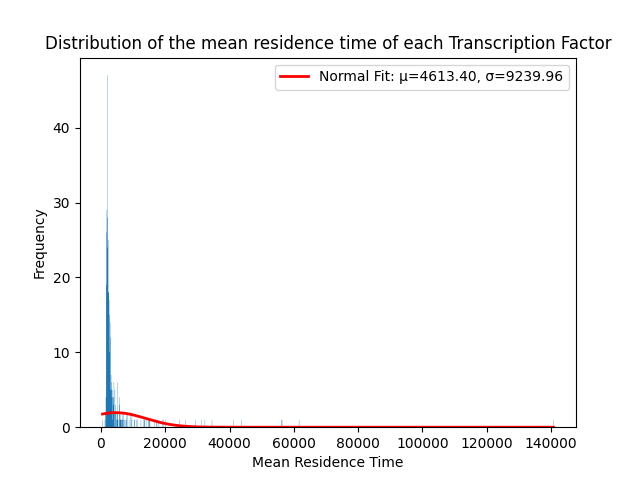 Distribution of the mean residence time of each Transcription Factor
Normal Fit: μ=4613.40, σ=9239.96
Frequency
40
30
20
10
0
0 20000 40000 60000 80000 100000 120000 140000
Mean Residence Time